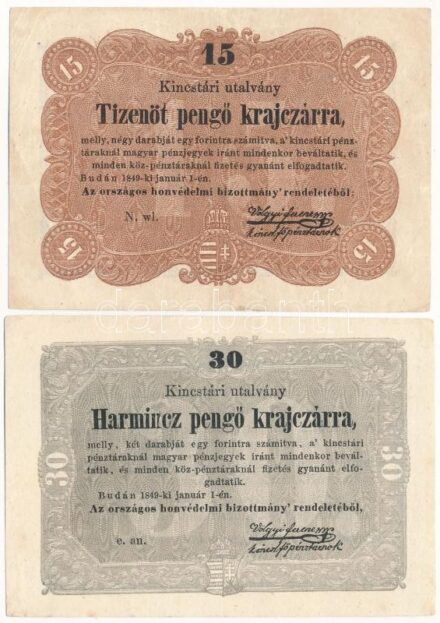 15
15 15
Kincstári utalvány
Tizenöt pengő krajczárra,
melly, négy darabját egy forintra számitva, a' kincstári pénz-
táraknál magyar pénzjegyek iránt mindenkor beváltatik, és
minden köz-pénztáraknál fizetés gyanánt elfogadtatik.
Budán 1849-ki január 1-én.
Az országos honvédelmi bizottmány' rendeletéből;
N. wl.
15 15
darabanth
30
Kincstári utalvány
Harmincz pengő krajczárra,
melly, két darabját egy forintra számitva, a' kincstári
pénztáraknál magyar pénzjegyek iránt mindenkor bevál-
tatik, és minden köz-pénztáraknál fizetés gyanánt elfo-
gadtatik.
30 30
Budán 1849-ki január 1-én.
Az országos honvédelmi bizottmány' rendeletéből,
e. an.